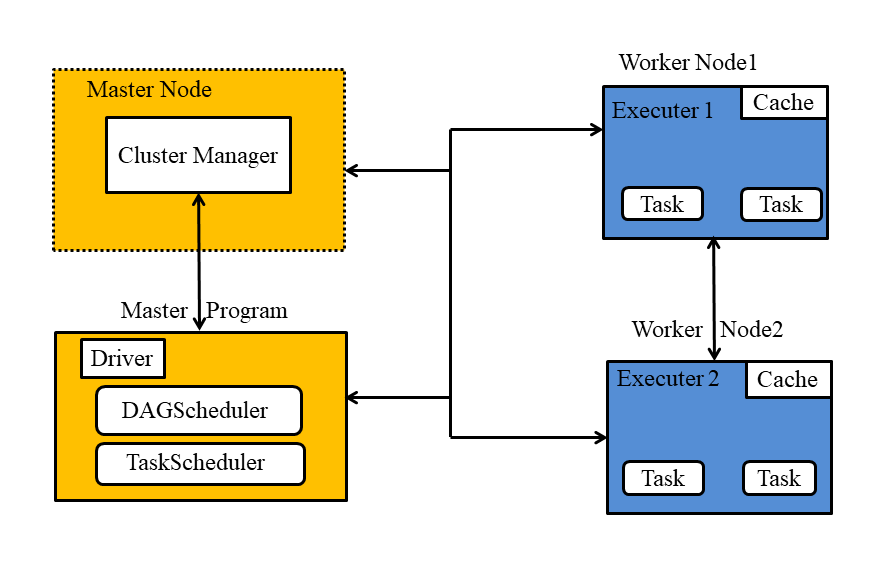 Master Node
Cluster Manager
Master Program
Driver
DAGScheduler
TaskScheduler
Worker Node1
Executer 1
Cache
Task
Task
Worker Node2
Executer 2
Cache
Task
Task